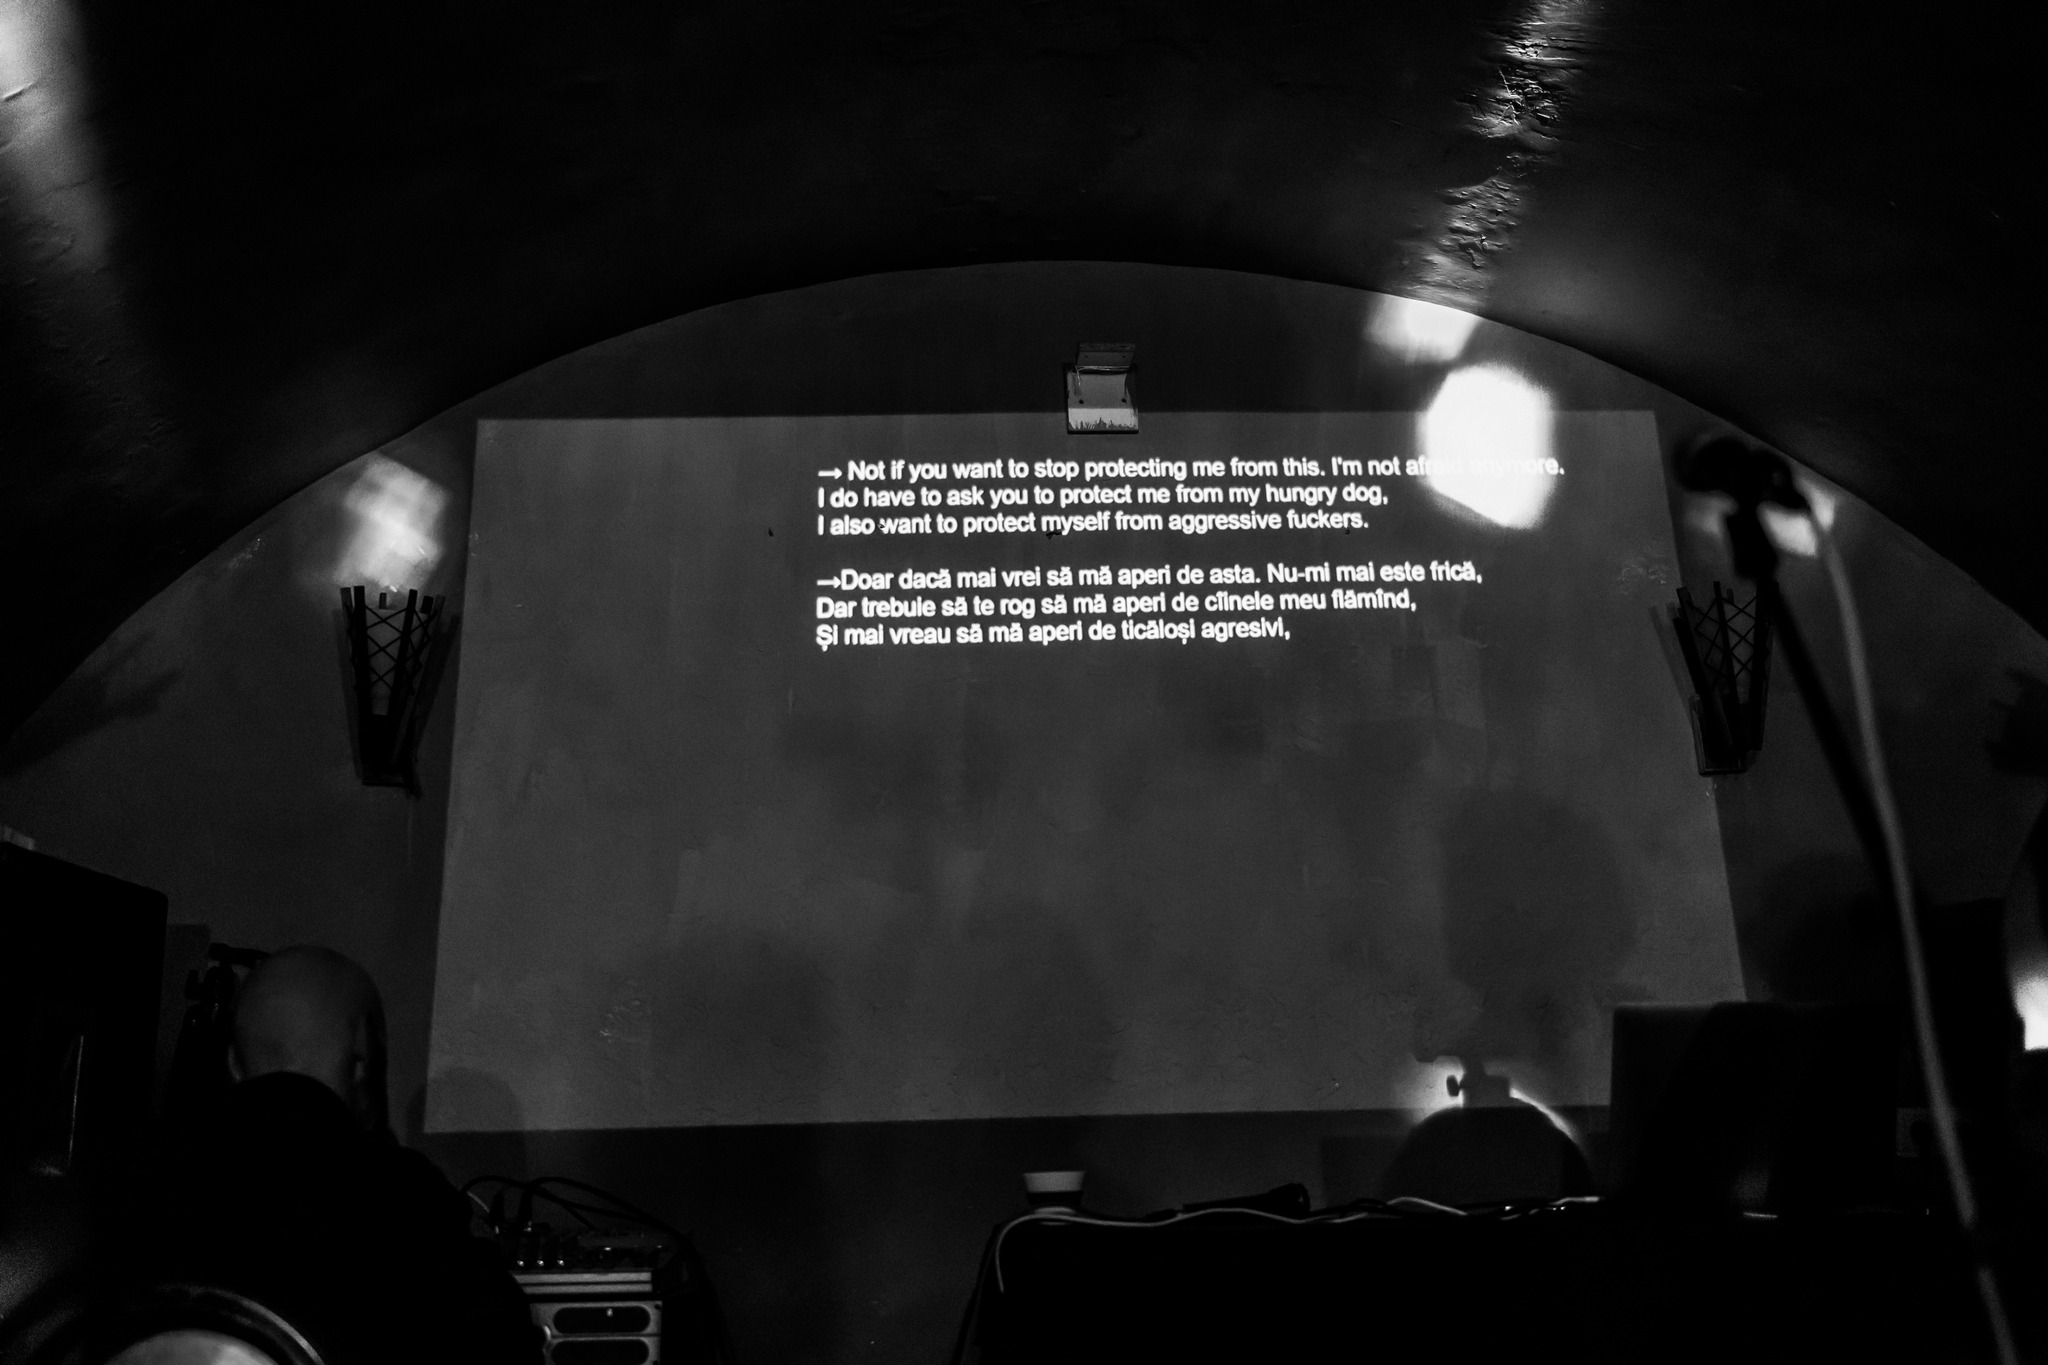 → Not if you want to stop protecting me from this. I'm not afraid anymore.
I do have to ask you to protect me from my hungry dog,
I also want to protect myself from aggressive fuckers.
→Doar dacă mai vrei să mă aperi de asta. Nu-mi mai este frică,
Dar trebuie să te rog să mă aperi de cîinele meu flămînd,
Și mai vreau să mă aperi de ticăloși agresivi,